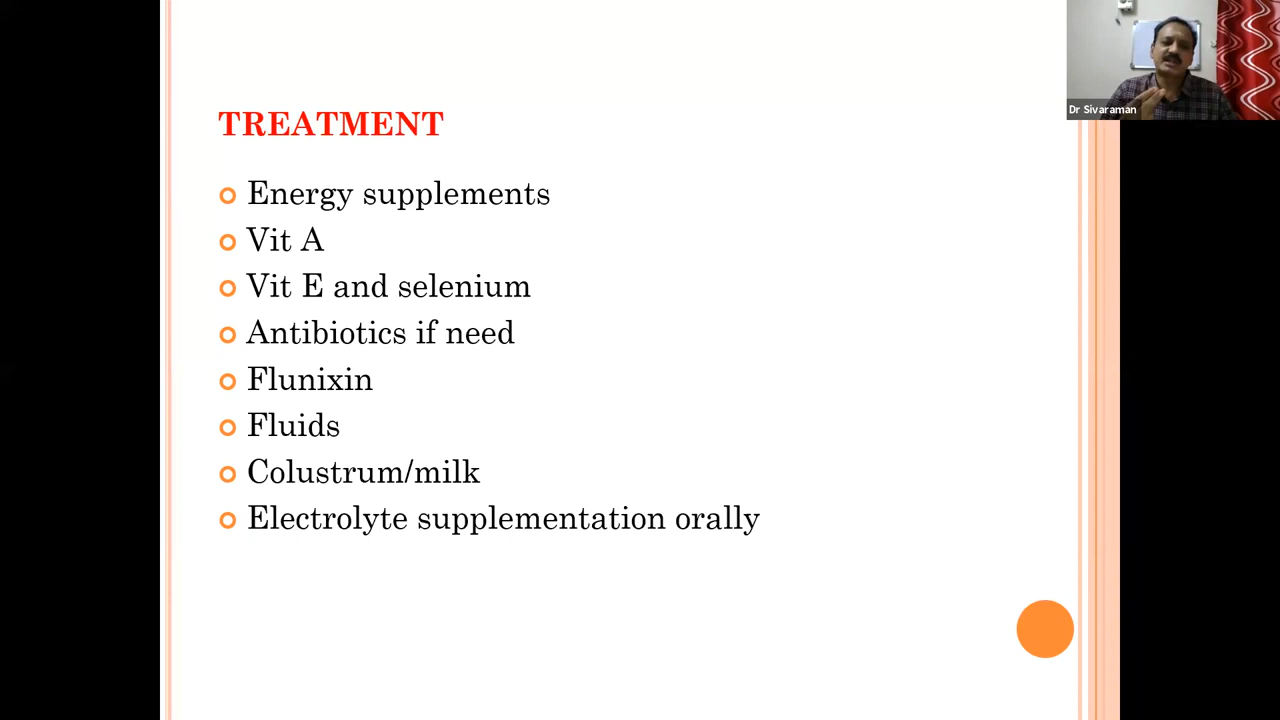 Dr Sivaraman
TREATMENT
Energy supplements
Vit A
Vit E and selenium
Antibiotics if need
Flunixin
Fluids
Colustrum/milk
Electrolyte supplementation orally